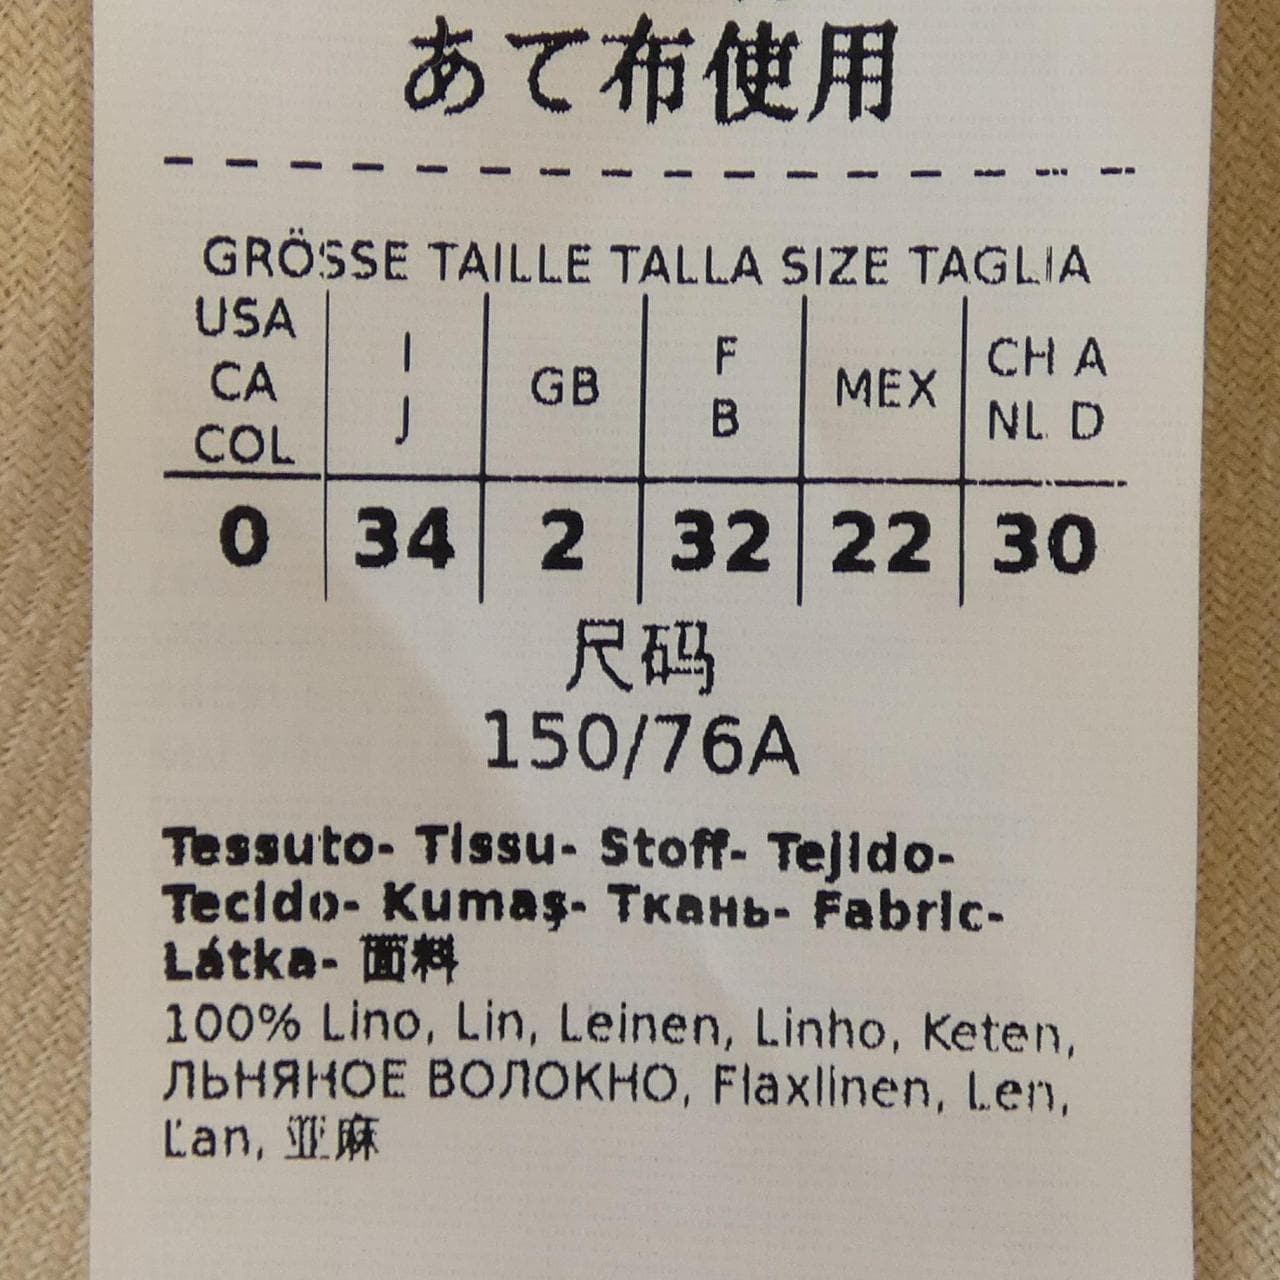 あて布使用
GRÖSSE TAILLE TALLA SIZE TAGLIA
USA CA COL | I J | GB | F B | MEX | CH A NL D
0 | 34 | 2 | 32 | 22 | 30
尺码
150/76A
Tessuto- Tissu- Stoff- Tejido-
Tecido- Kumaş- Ткань- Fabric-
Látka- 面料
100% Lino, Lin, Leinen, Linho, Keten,
ЛЬНЯНОЕ ВОЛОКНО, Flaxlinen, Len,
Ľan, 亚麻